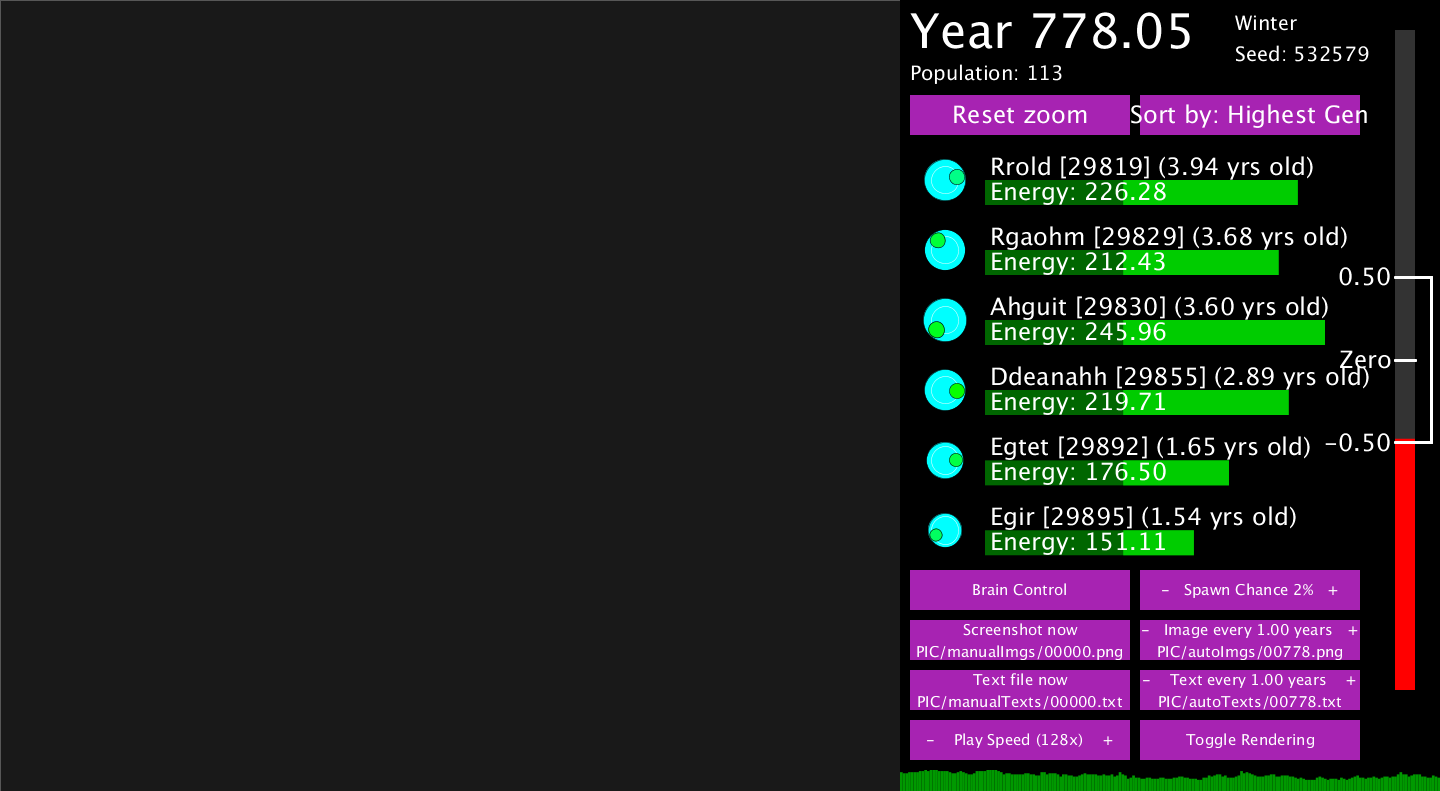 Year 778.05
Winter
Seed: 532579
Population: 113
Reset zoom
Sort by: Highest Gen
Rrold [29819] (3.94 yrs old)
Energy: 226.28
Rgaohm [29829] (3.68 yrs old)
Energy: 212.43
0.50
Ahguit [29830] (3.60 yrs old)
Energy: 245.96
Zero
Ddeanahh [29855] (2.89 yrs old)
Energy: 219.71
-0.50
Egtet [29892] (1.65 yrs old)
Energy: 176.50
Egir [29895] (1.54 yrs old)
Energy: 151.11
Brain Control
- Spawn Chance 2% +
Screenshot now
PIC/manualImgs/00000.png
- Image every 1.00 years +
PIC/autoImgs/00778.png
Text file now
PIC/manualTexts/00000.txt
- Text every 1.00 years +
PIC/autoTexts/00778.txt
- Play Speed (128x) +
Toggle Rendering